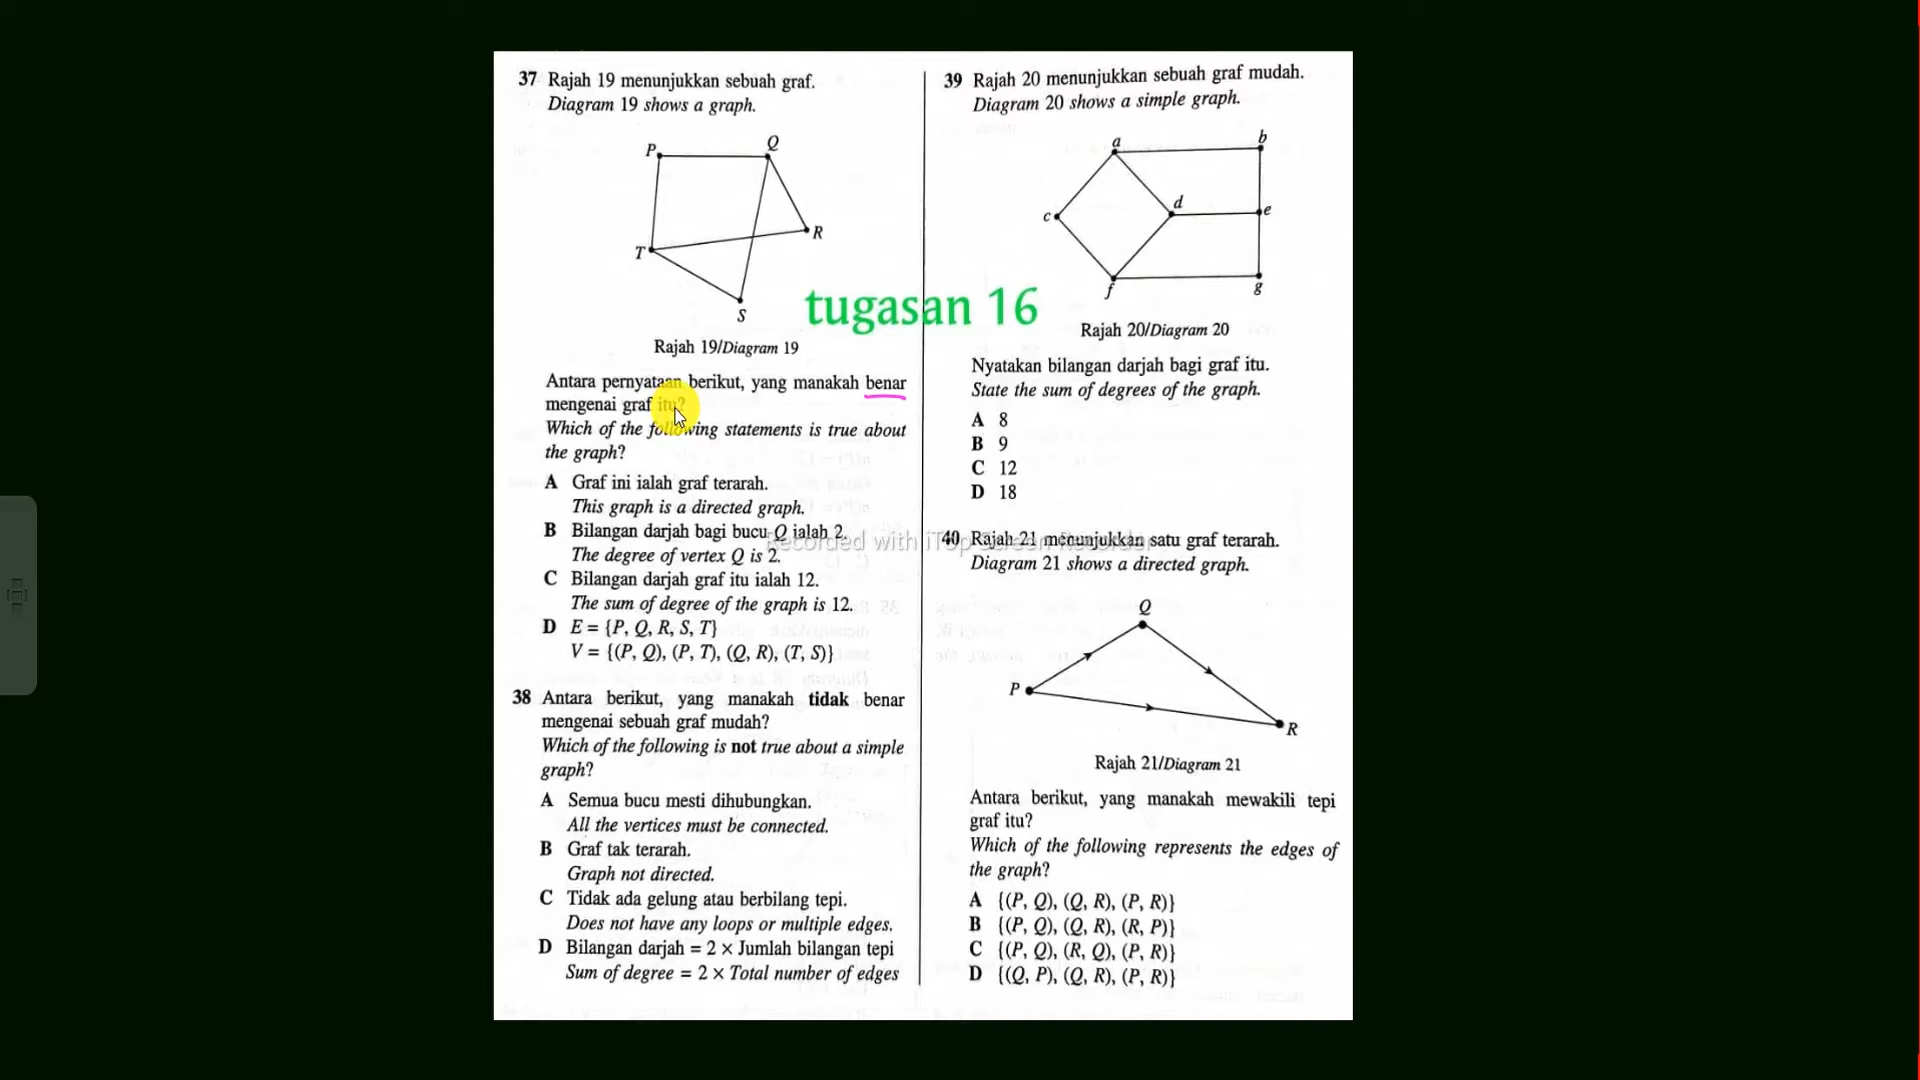 37 Rajah 19 menunjukkan sebuah graf.
Diagram 19 shows a graph.
P
Q
R
T
S
Rajah 19/Diagram 19
Antara pernyataan berikut, yang manakah benar
mengenai graf itu?
Which of the following statements is true about
the graph?
A Graf ini ialah graf terarah.
This graph is a directed graph.
B Bilangan darjah bagi bucu Q ialah 2.
The degree of vertex Q is 2.
C Bilangan darjah graf itu ialah 12.
The sum of degree of the graph is 12.
D E = {P, Q, R, S, T}
V = {(P, Q), (P, T), (Q, R), (T, S)}
38 Antara berikut, yang manakah tidak benar
mengenai sebuah graf mudah?
Which of the following is not true about a simple
graph?
A Semua bucu mesti dihubungkan.
All the vertices must be connected.
B Graf tak terarah.
Graph not directed.
C Tidak ada gelung atau berbilang tepi.
Does not have any loops or multiple edges.
D Bilangan darjah = 2 × Jumlah bilangan tepi
Sum of degree = 2 × Total number of edges
tugasan 16
Recorded with iTop Screen Recorder
39 Rajah 20 menunjukkan sebuah graf mudah.
Diagram 20 shows a simple graph.
a
b
c
d
e
f
g
Rajah 20/Diagram 20
Nyatakan bilangan darjah bagi graf itu.
State the sum of degrees of the graph.
A 8
B 9
C 12
D 18
40 Rajah 21 menunjukkan satu graf terarah.
Diagram 21 shows a directed graph.
Q
P
R
Rajah 21/Diagram 21
Antara berikut, yang manakah mewakili tepi
graf itu?
Which of the following represents the edges of
the graph?
A {(P, Q), (Q, R), (P, R)}
B {(P, Q), (Q, R), (R, P)}
C {(P, Q), (R, Q), (P, R)}
D {(Q, P), (Q, R), (P, R)}